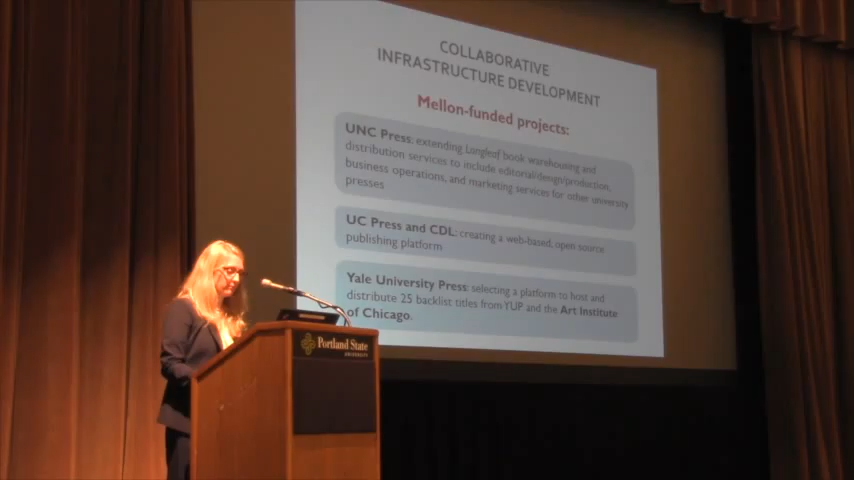 COLLABORATIVE
INFRASTRUCTURE DEVELOPMENT
Mellon-funded projects:
UNC Press: extending Longleaf book warehousing and
distribution services to include editorial/design/production,
business operations, and marketing services for other university
presses
UC Press and CDL: creating a web-based, open source
publishing platform
Yale University Press: selecting a platform to host and
distribute 25 backlist titles from YUP and the Art Institute
of Chicago.
Portland State
UNIVERSITY